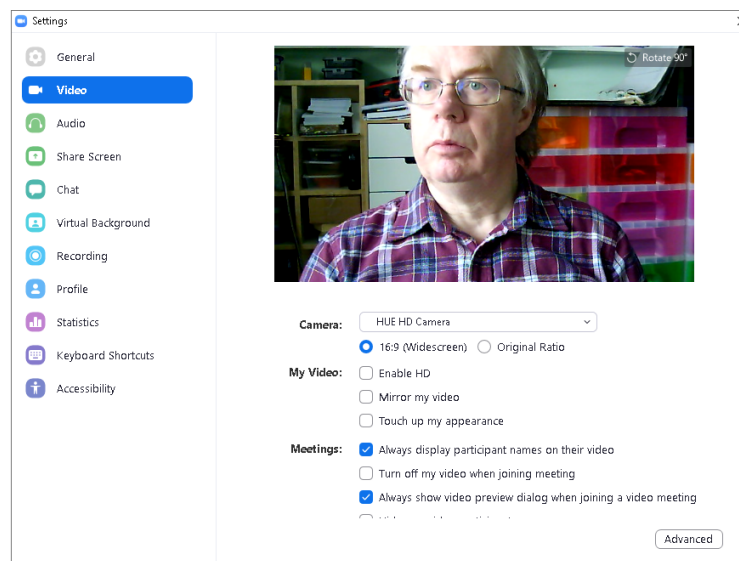 Settings
General
Video
Audio
Share Screen
Chat
Virtual Background
Recording
Profile
Statistics
Keyboard Shortcuts
Accessibility
Rotate 90°
Camera: HUE HD Camera
16:9 (Widescreen) Original Ratio
My Video: Enable HD
Mirror my video
Touch up my appearance
Meetings: Always display participant names on their video
Turn off my video when joining meeting
Always show video preview dialog when joining a video meeting
Advanced